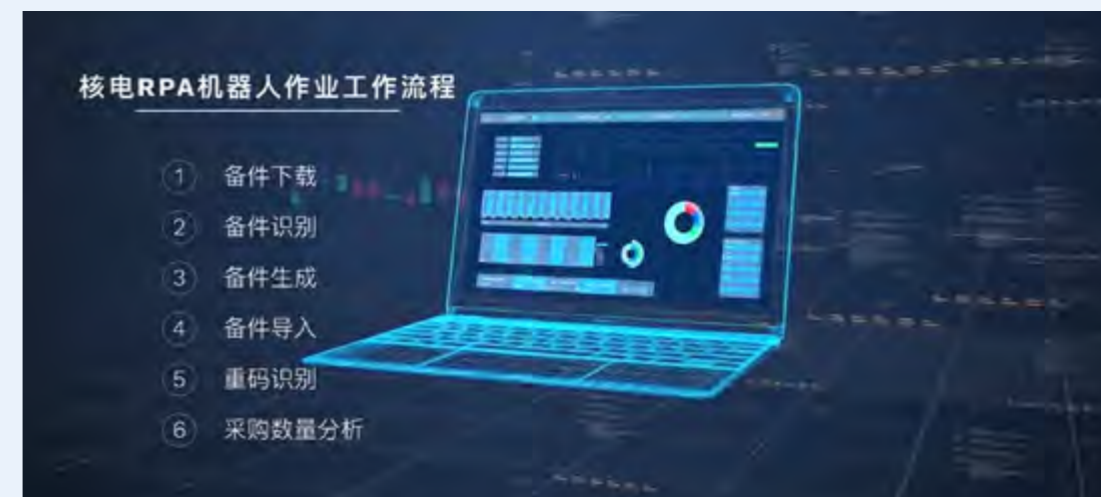 核电RPA机器人作业工作流程
1 备件下载
2 备件识别
3 备件生成
4 备件导入
5 重码识别
6 采购数量分析